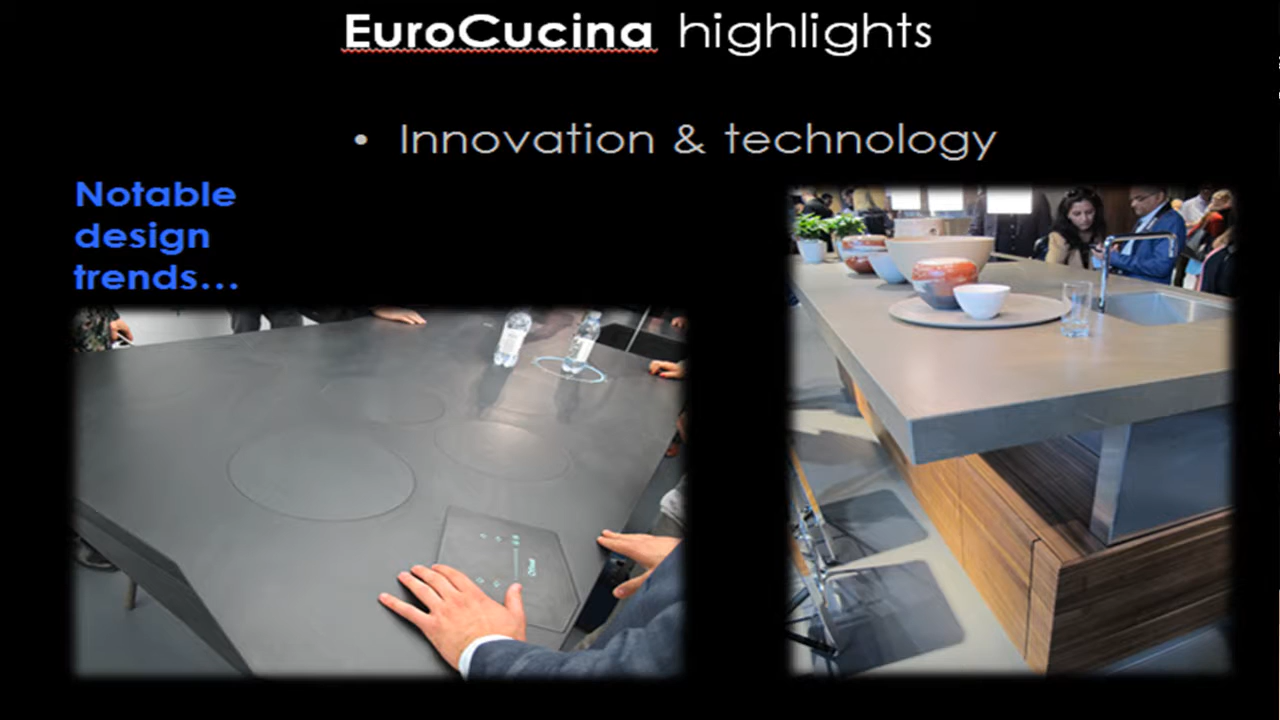 EuroCucina highlights
• Innovation & technology
Notable
design
trends...